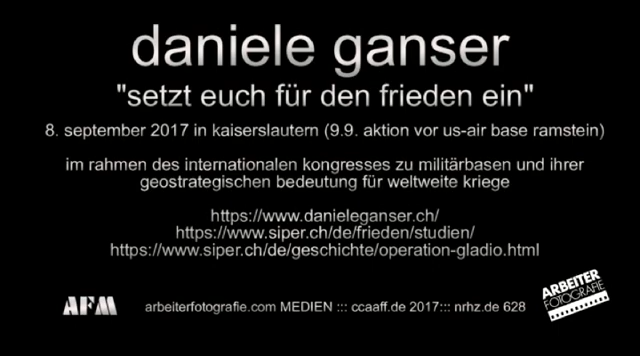 daniele ganser
"setzt euch für den frieden ein"
8. september 2017 in kaiserslautern (9.9. aktion vor us-air base ramstein)
im rahmen des internationalen kongresses zu militärbasen und ihrer
geostrategischen bedeutung für weltweite kriege
https://www.danieleganser.ch/
https://www.siper.ch/de/frieden/studien/
https://www.siper.ch/de/geschichte/operation-gladio.html
AFM
arbeiterfotografie.com MEDIEN ::: ccaaff.de 2017::: nrhz.de 628
ARBEITER
FOTOGRAFIE